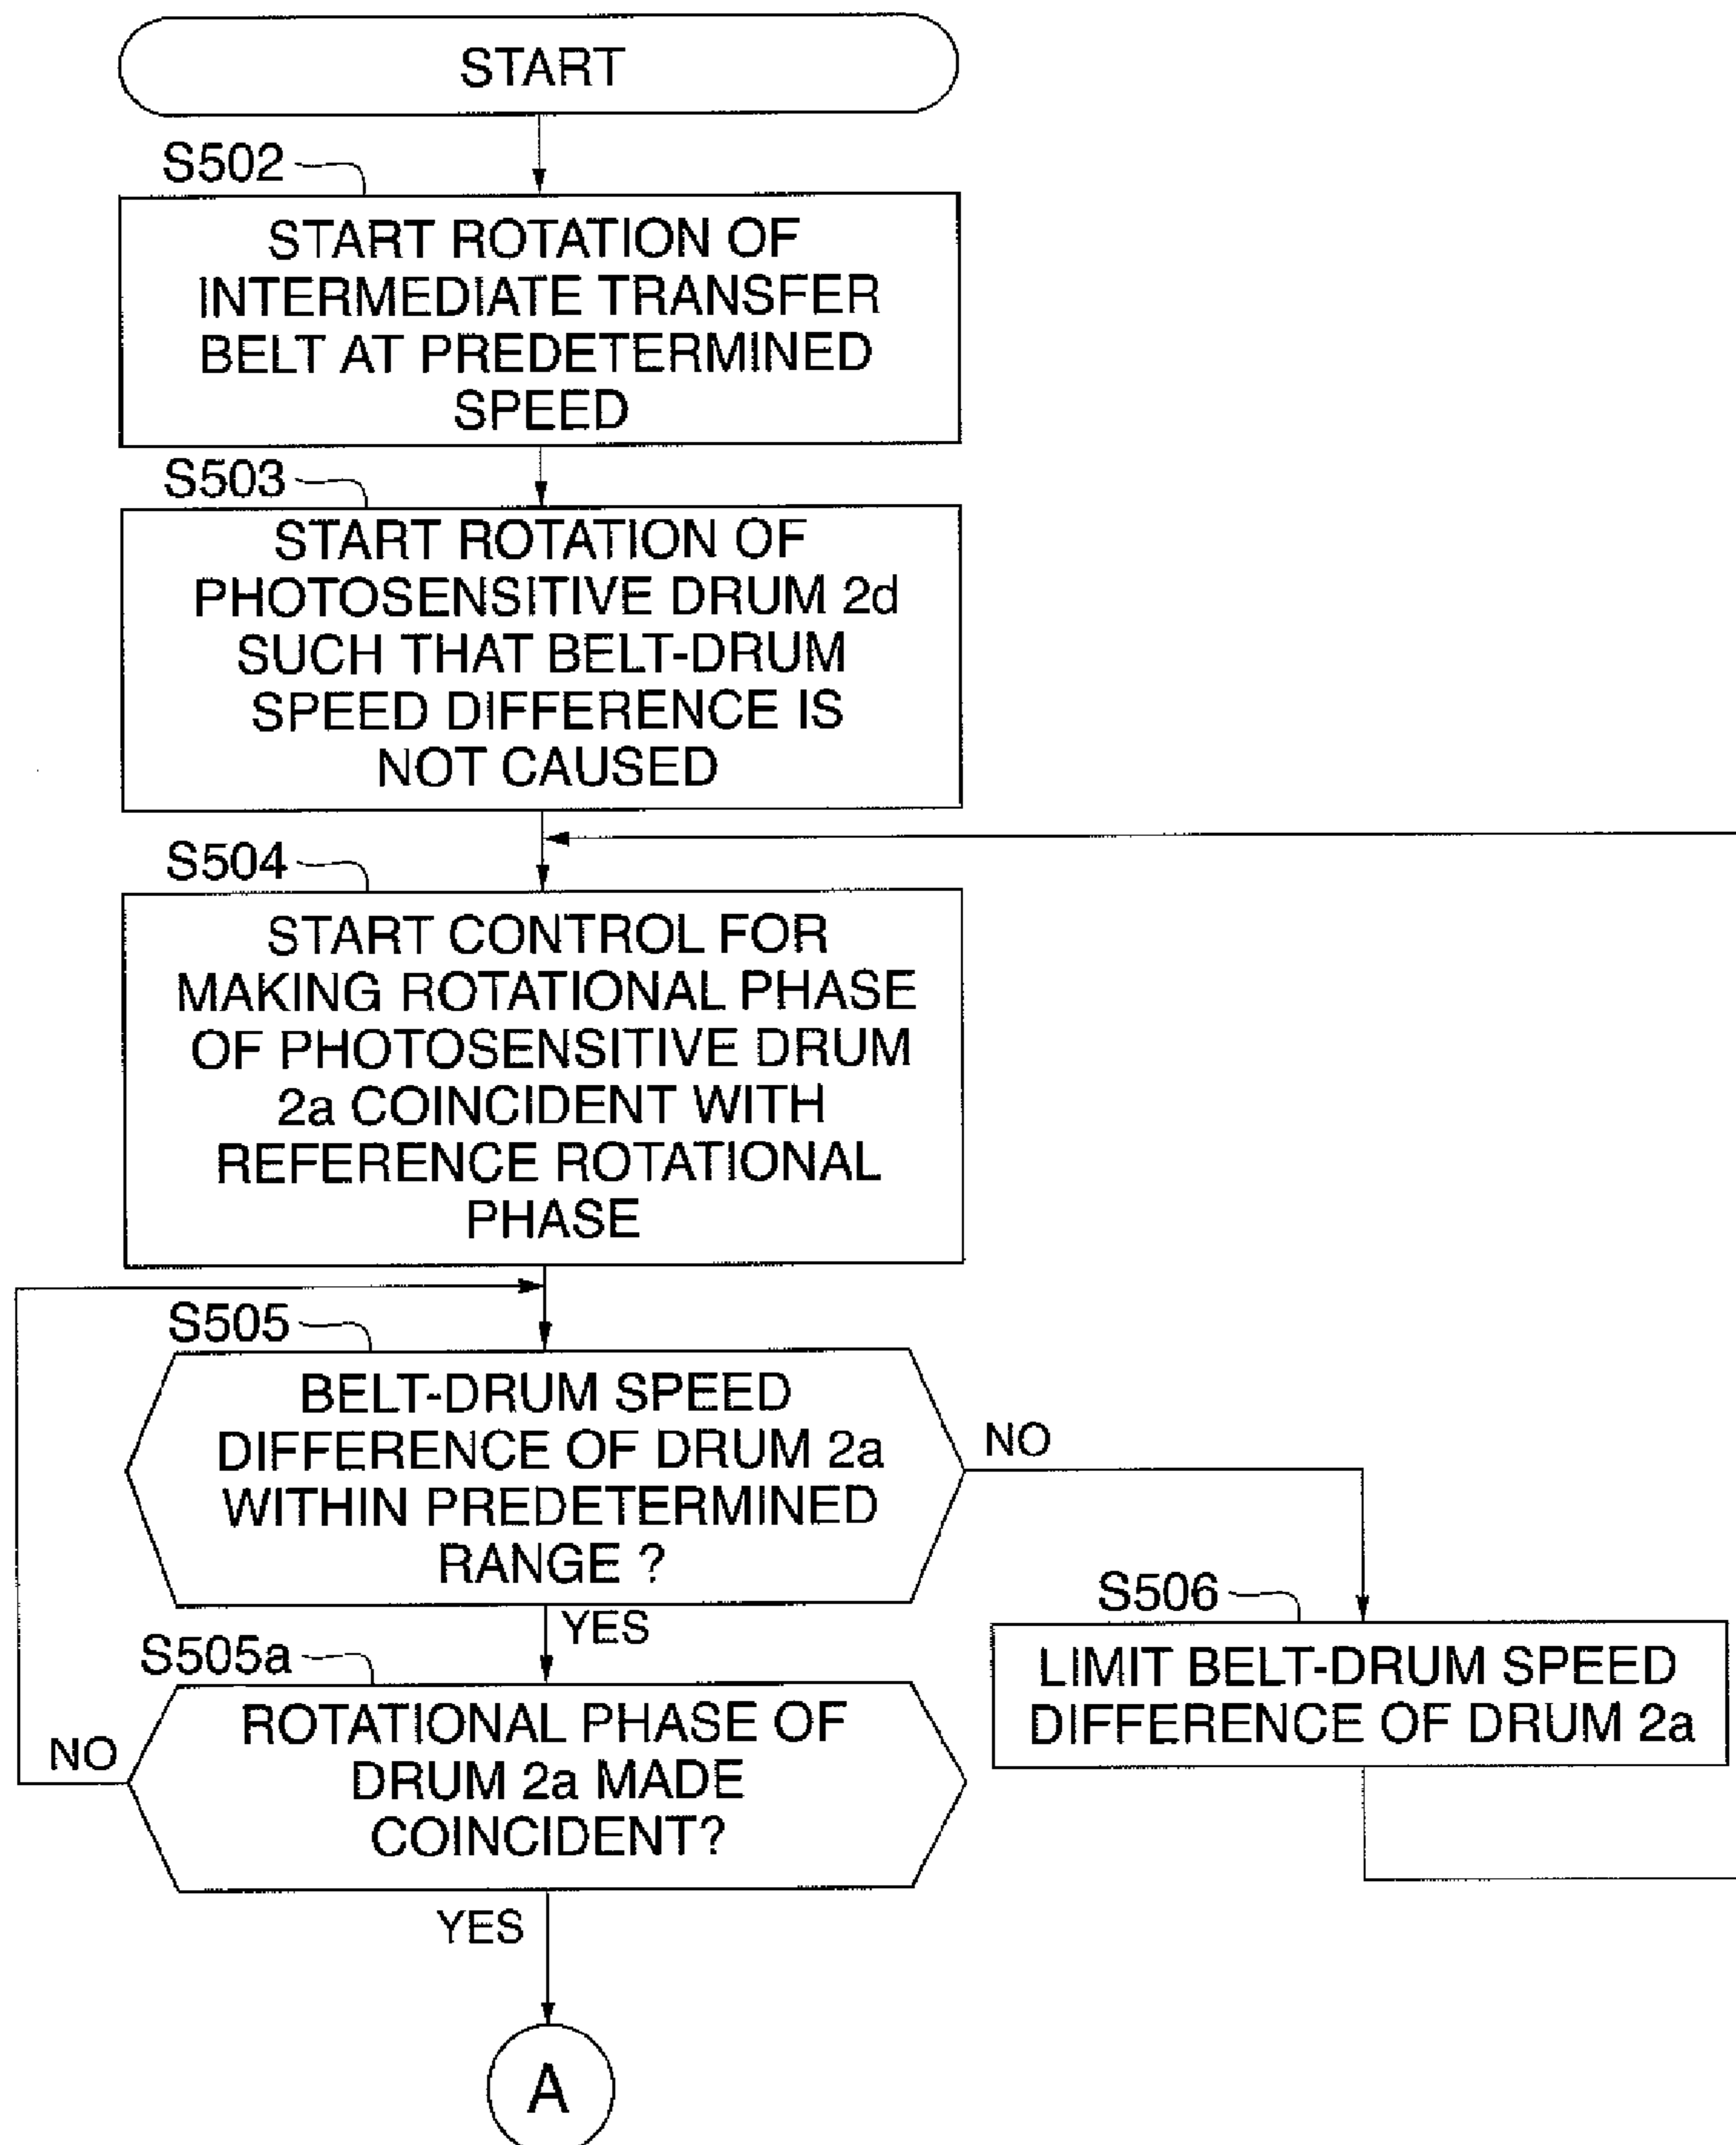 START
S502
START ROTATION OF
INTERMEDIATE TRANSFER
BELT AT PREDETERMINED
SPEED
S503
START ROTATION OF
PHOTOSENSITIVE DRUM 2d
SUCH THAT BELT-DRUM
SPEED DIFFERENCE IS
NOT CAUSED
S504
START CONTROL FOR
MAKING ROTATIONAL PHASE
OF PHOTOSENSITIVE DRUM
2a COINCIDENT WITH
REFERENCE ROTATIONAL
PHASE
S505
BELT-DRUM SPEED
DIFFERENCE OF DRUM 2a
WITHIN PREDETERMINED
RANGE ?
NO
YES
S506
LIMIT BELT-DRUM SPEED
DIFFERENCE OF DRUM 2a
S505a
ROTATIONAL PHASE OF
DRUM 2a MADE
COINCIDENT?
NO
YES
A